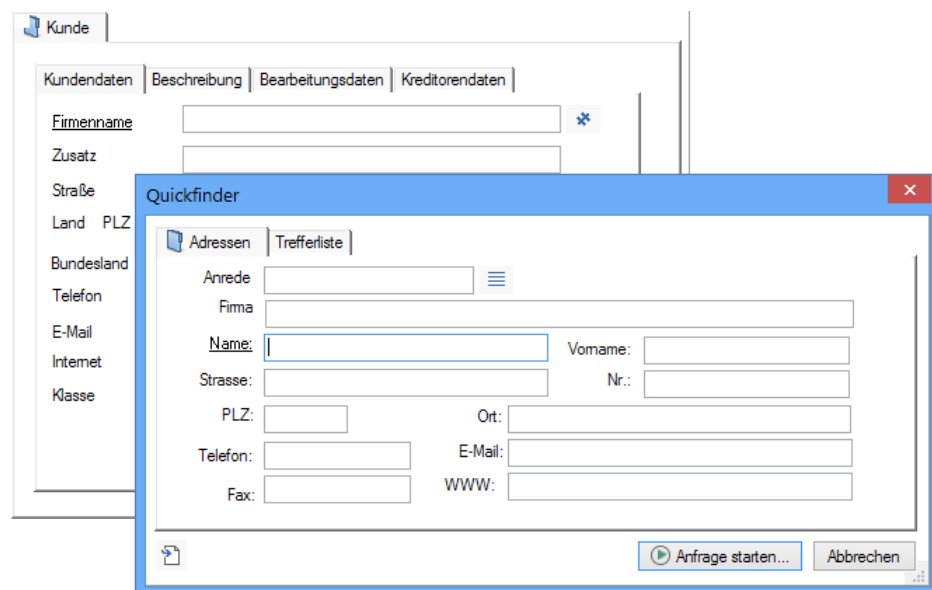 Kunde
Kundendaten Beschreibung Bearbeitungsdaten Kreditorendaten
Firmenname
Zusatz
Straße
Land PLZ
Bundesland
Telefon
E-Mail
Internet
Klasse
Quickfinder
Adressen Trefferliste
Anrede
Firma
Name: Vorname:
Strasse: Nr.:
PLZ: Ort:
Telefon: E-Mail:
Fax: WWW:
Anfrage starten... Abbrechen